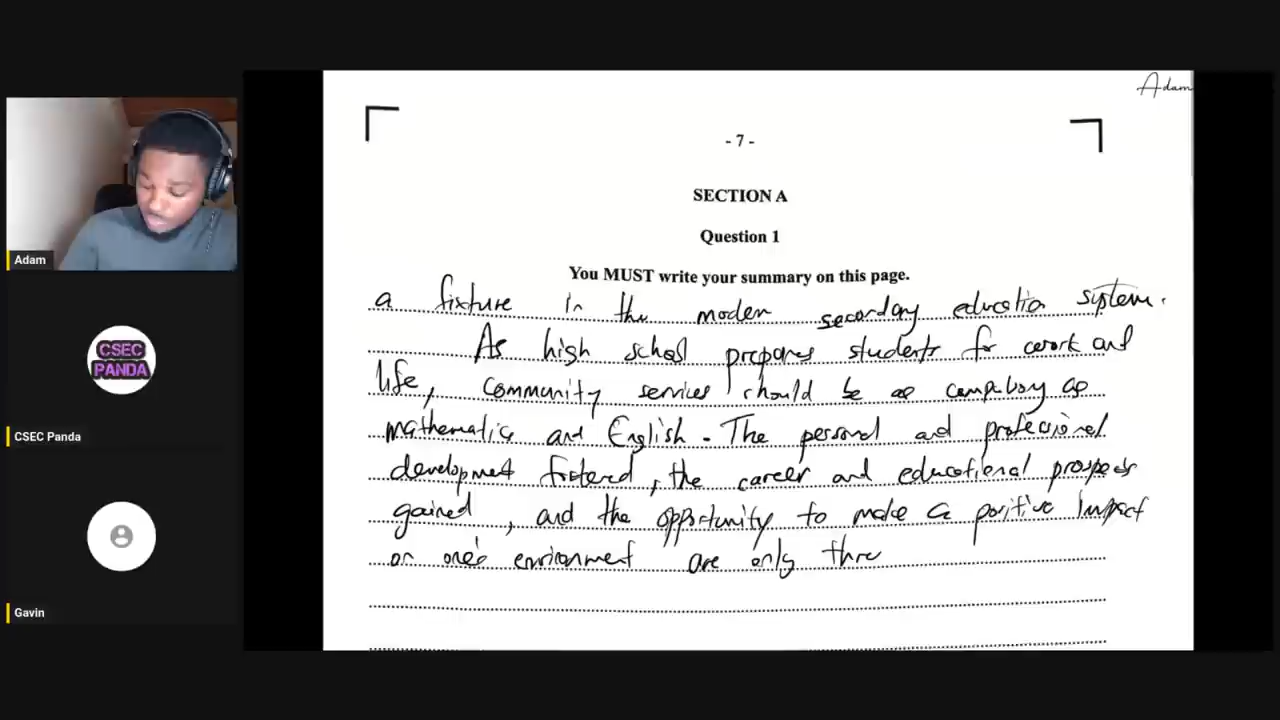 Adam
- 7 -
SECTION A
Question 1
You MUST write your summary on this page.
a fixture in the modern secondary education system.
As high school prepares students for work and
life, community services should be as compulsory as
mathematics and English. The personal and professional
development fostered, the career and educational prospects
gained, and the opportunity to make a positive impact
on one's environment are only thre
Adam
CSEC
PANDA
CSEC Panda
Gavin